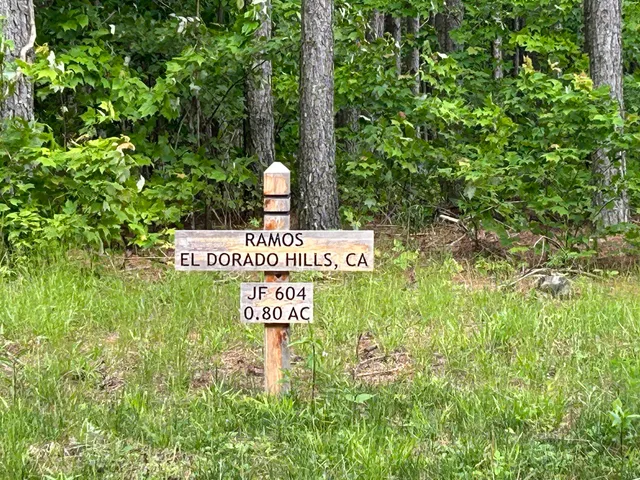 RAMOS
EL DORADO HILLS, CA
JF 604
0.80 AC